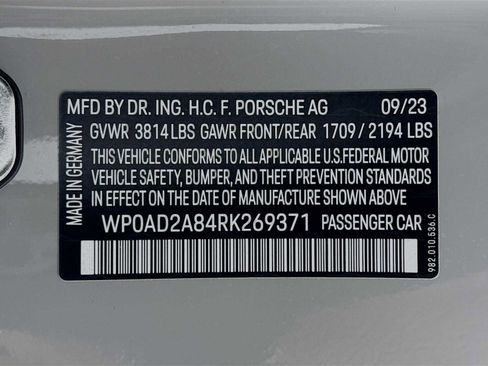 MFD BY DR. ING. H.C. F. PORSCHE AG 09/23
GVWR 3814 LBS GAWR FRONT/REAR 1709 / 2194 LBS
THIS VEHICLE CONFORMS TO ALL APPLICABLE U.S.FEDERAL MOTOR
VEHICLE SAFETY, BUMPER, AND THEFT PREVENTION STANDARDS
IN EFFECT ON THE DATE OF MANUFACTURE SHOWN ABOVE
WP0AD2A84RK269371 PASSENGER CAR
MADE IN GERMANY
982.010.536.C